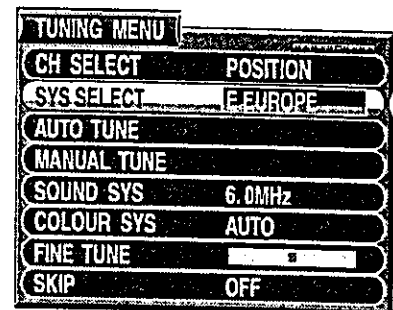 TUNING MENU
CH SELECT POSITION
SYS SELECT E.EUROPE
AUTO TUNE
MANUAL TUNE
SOUND SYS 6.0MHz
COLOUR SYS AUTO
FINE TUNE
SKIP OFF